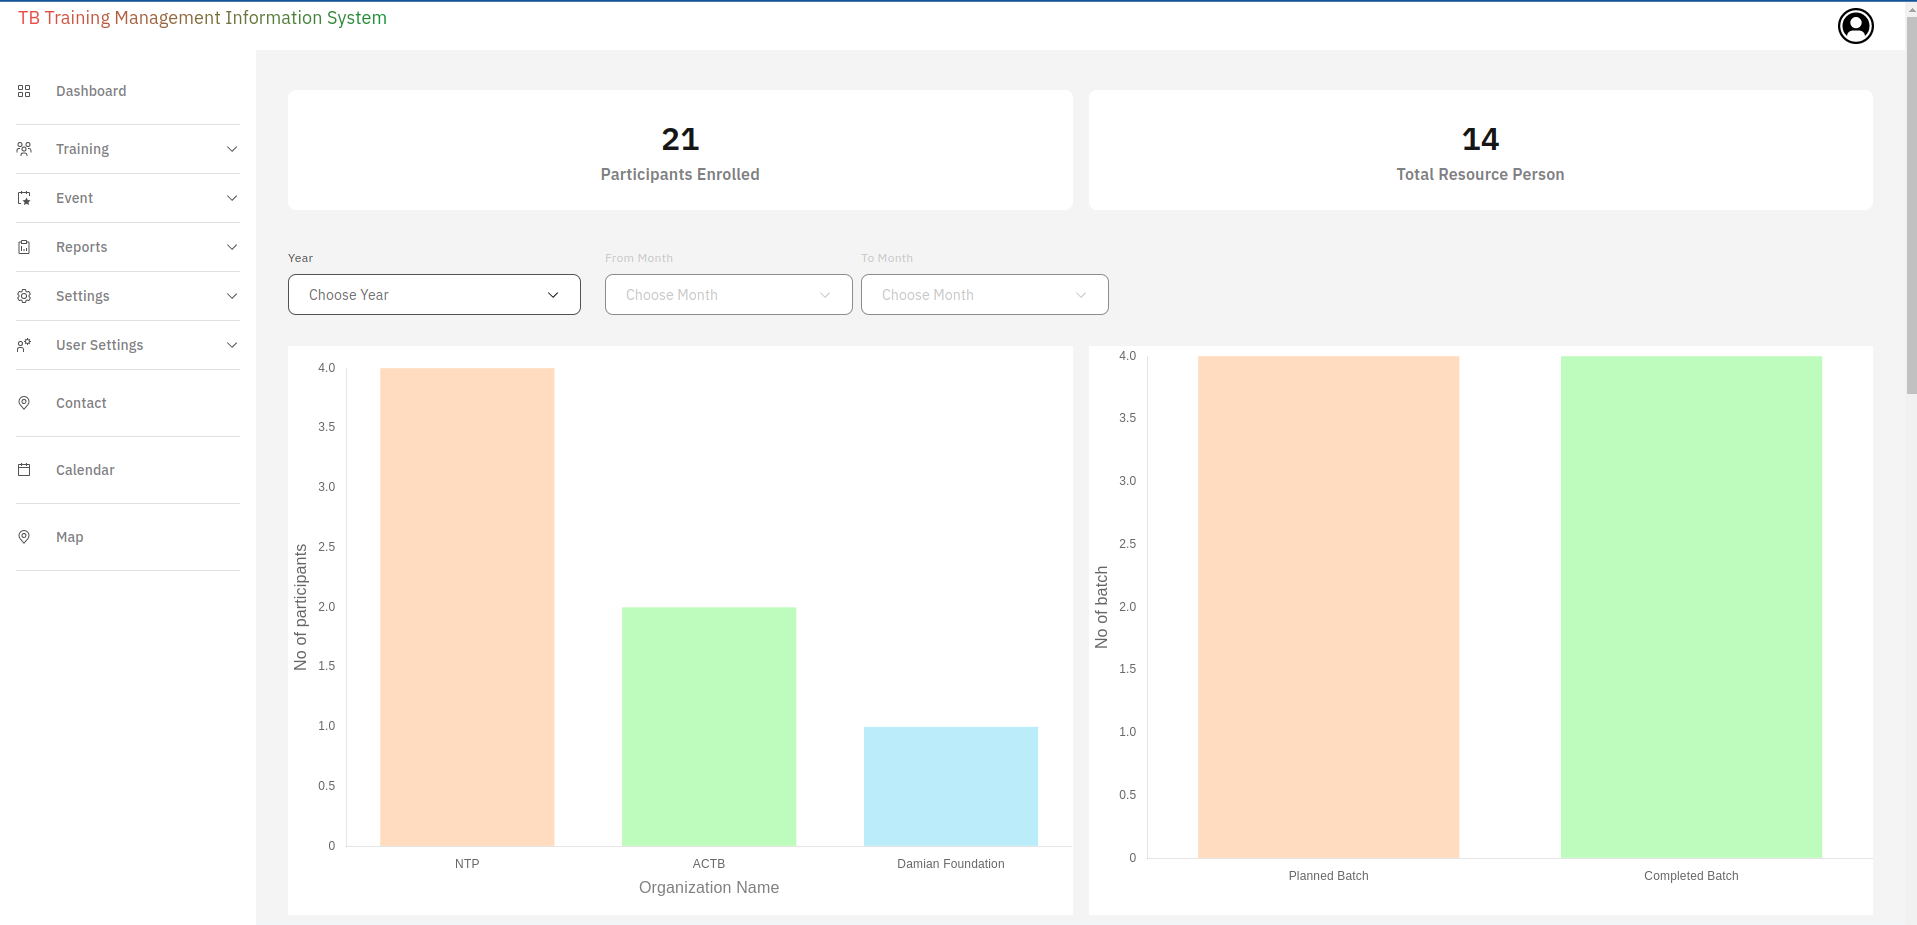 TB Training Management Information System
Dashboard
Training
Event
Reports
Settings
User Settings
Contact
Calendar
Map
21
Participants Enrolled
14
Total Resource Person
Year
From Month
To Month
Choose Year
Choose Month
Choose Month
No of participants
4.0
3.5
3.0
2.5
2.0
1.5
1.0
0.5
0
NTP
ACTB
Damian Foundation
Organization Name
No of batch
4.0
3.5
3.0
2.5
2.0
1.5
1.0
0.5
0
Planned Batch
Completed Batch